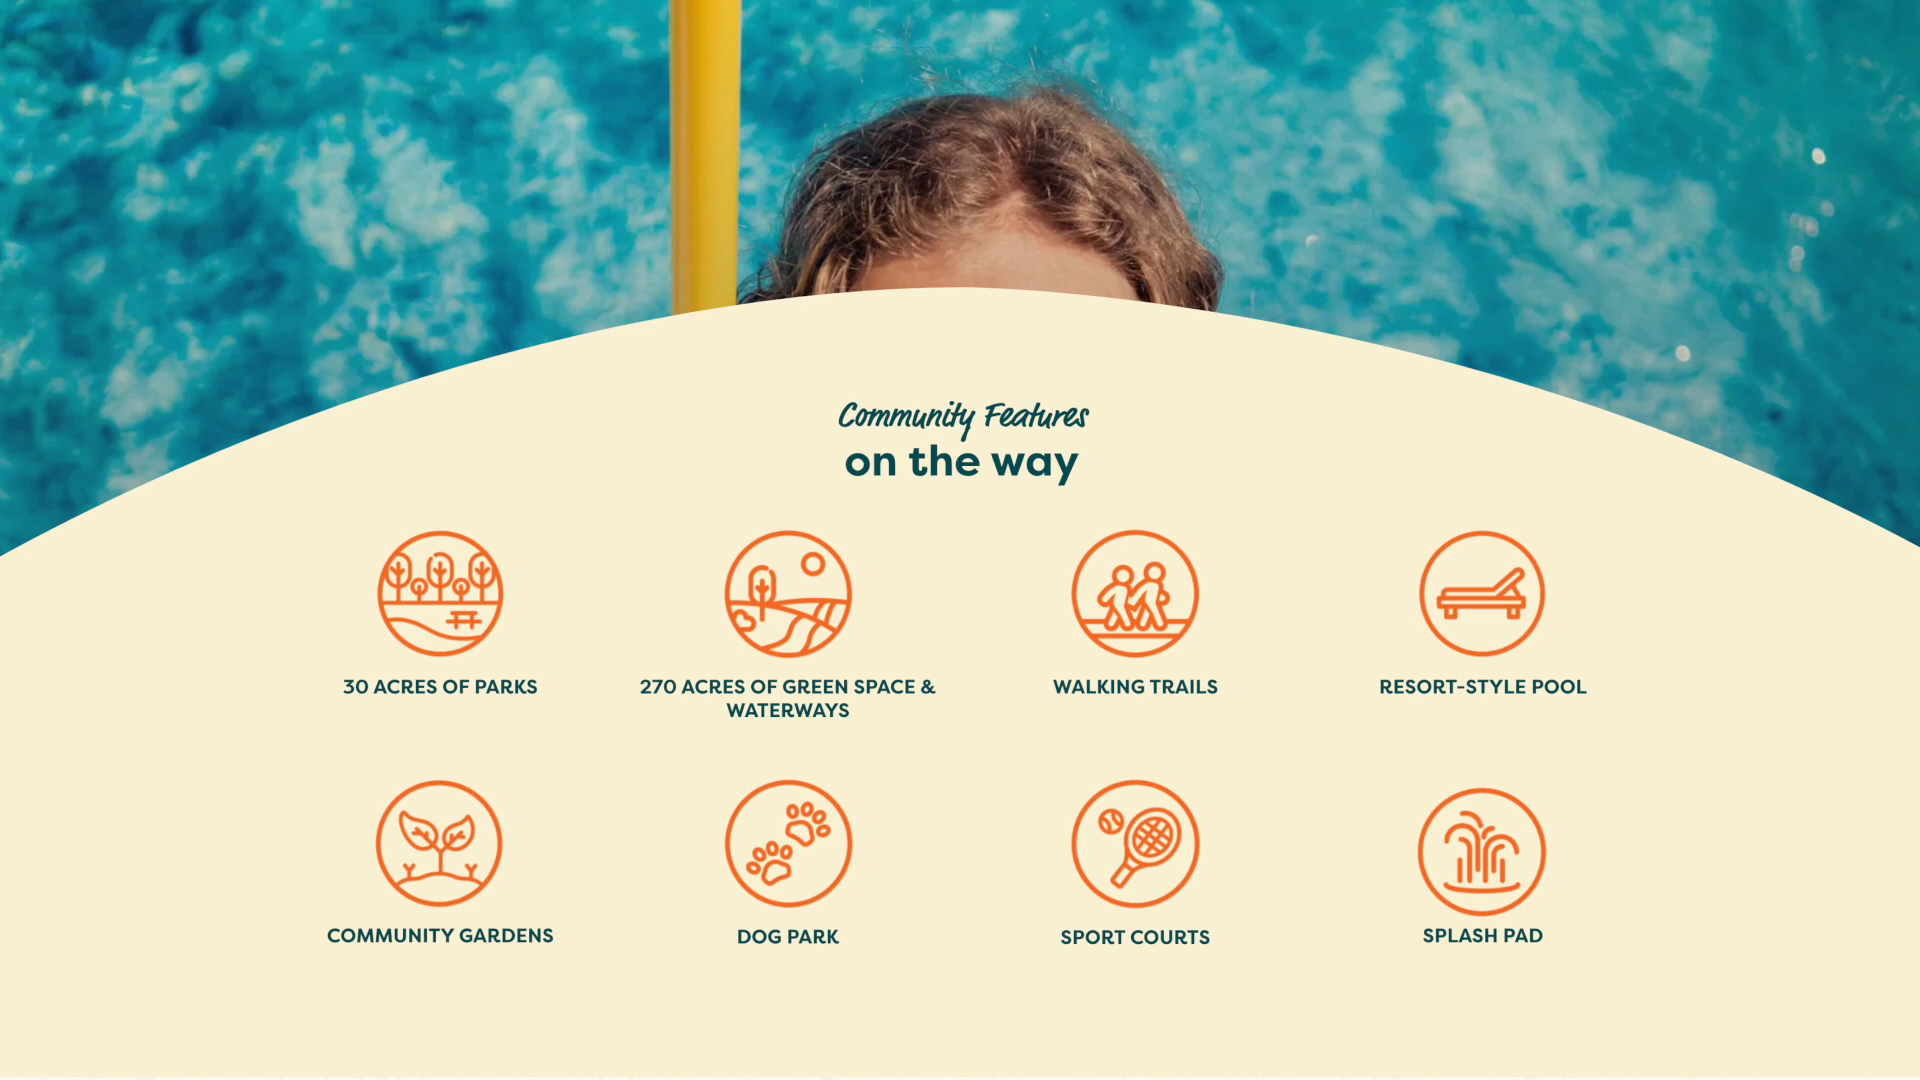 Community Features
on the way
30 ACRES OF PARKS
270 ACRES OF GREEN SPACE &
WATERWAYS
WALKING TRAILS
RESORT-STYLE POOL
COMMUNITY GARDENS
DOG PARK
SPORT COURTS
SPLASH PAD